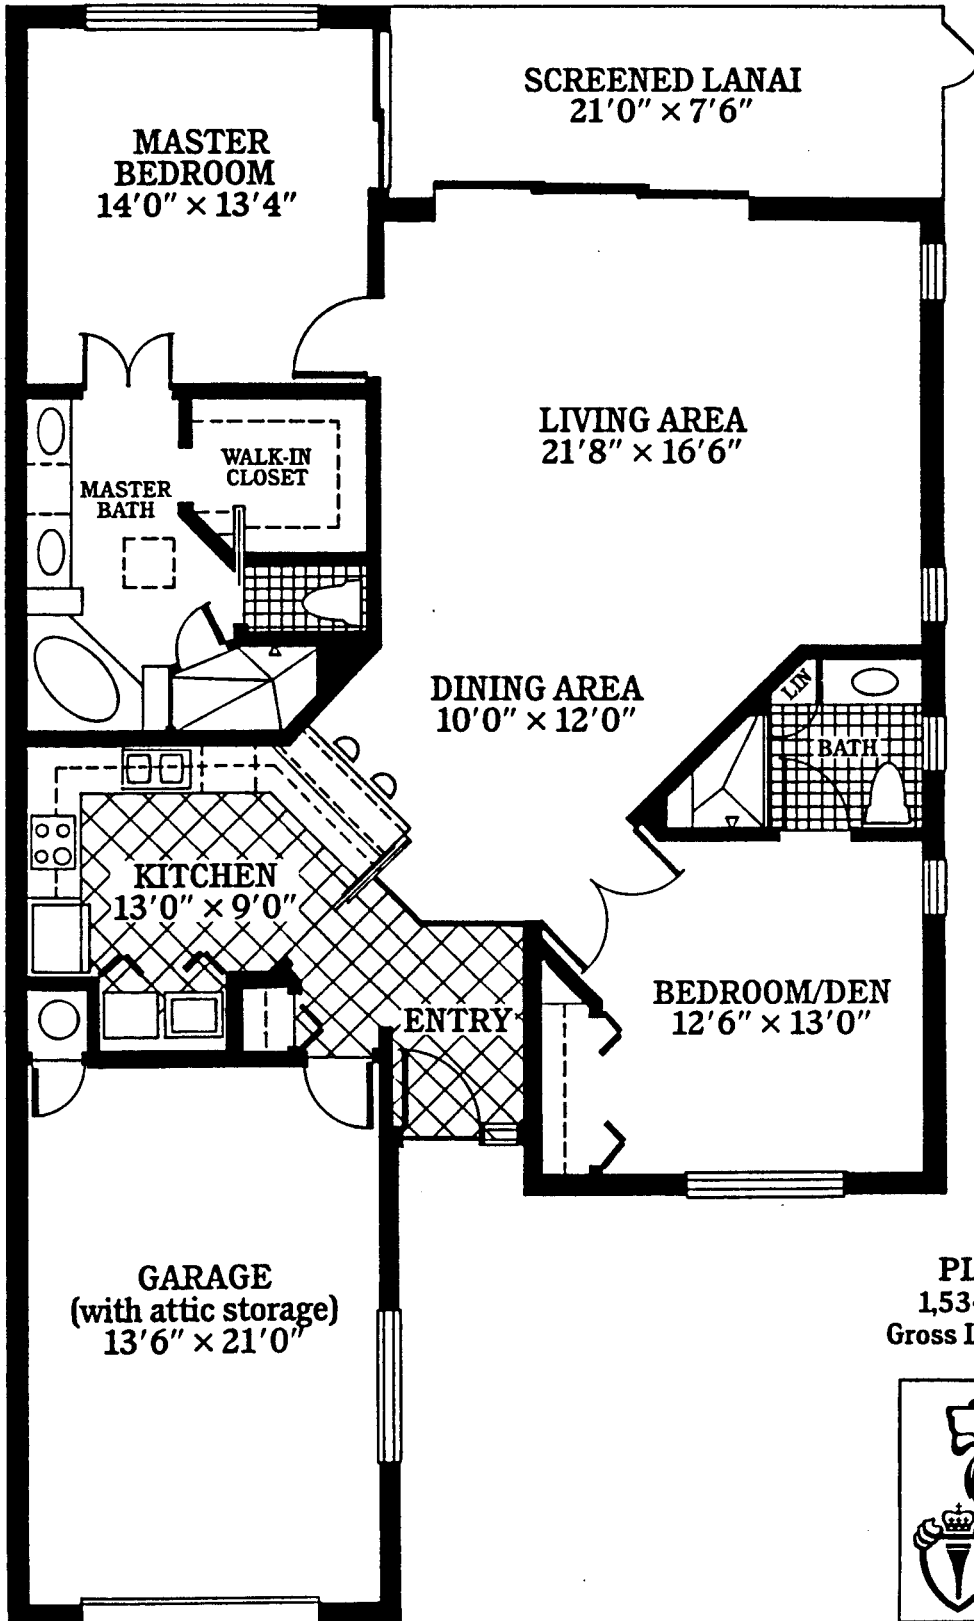 SCREENED LANAI
21'0" × 7'6"
MASTER
BEDROOM
14'0" × 13'4"
LIVING AREA
21'8" × 16'6"
WALK-IN
CLOSET
MASTER
BATH
DINING AREA
10'0" × 12'0"
LIN
BATH
KITCHEN
13'0" × 9'0"
BEDROOM/DEN
12'6" × 13'0"
ENTRY
GARAGE
(with attic storage)
13'6" × 21'0"
Gross